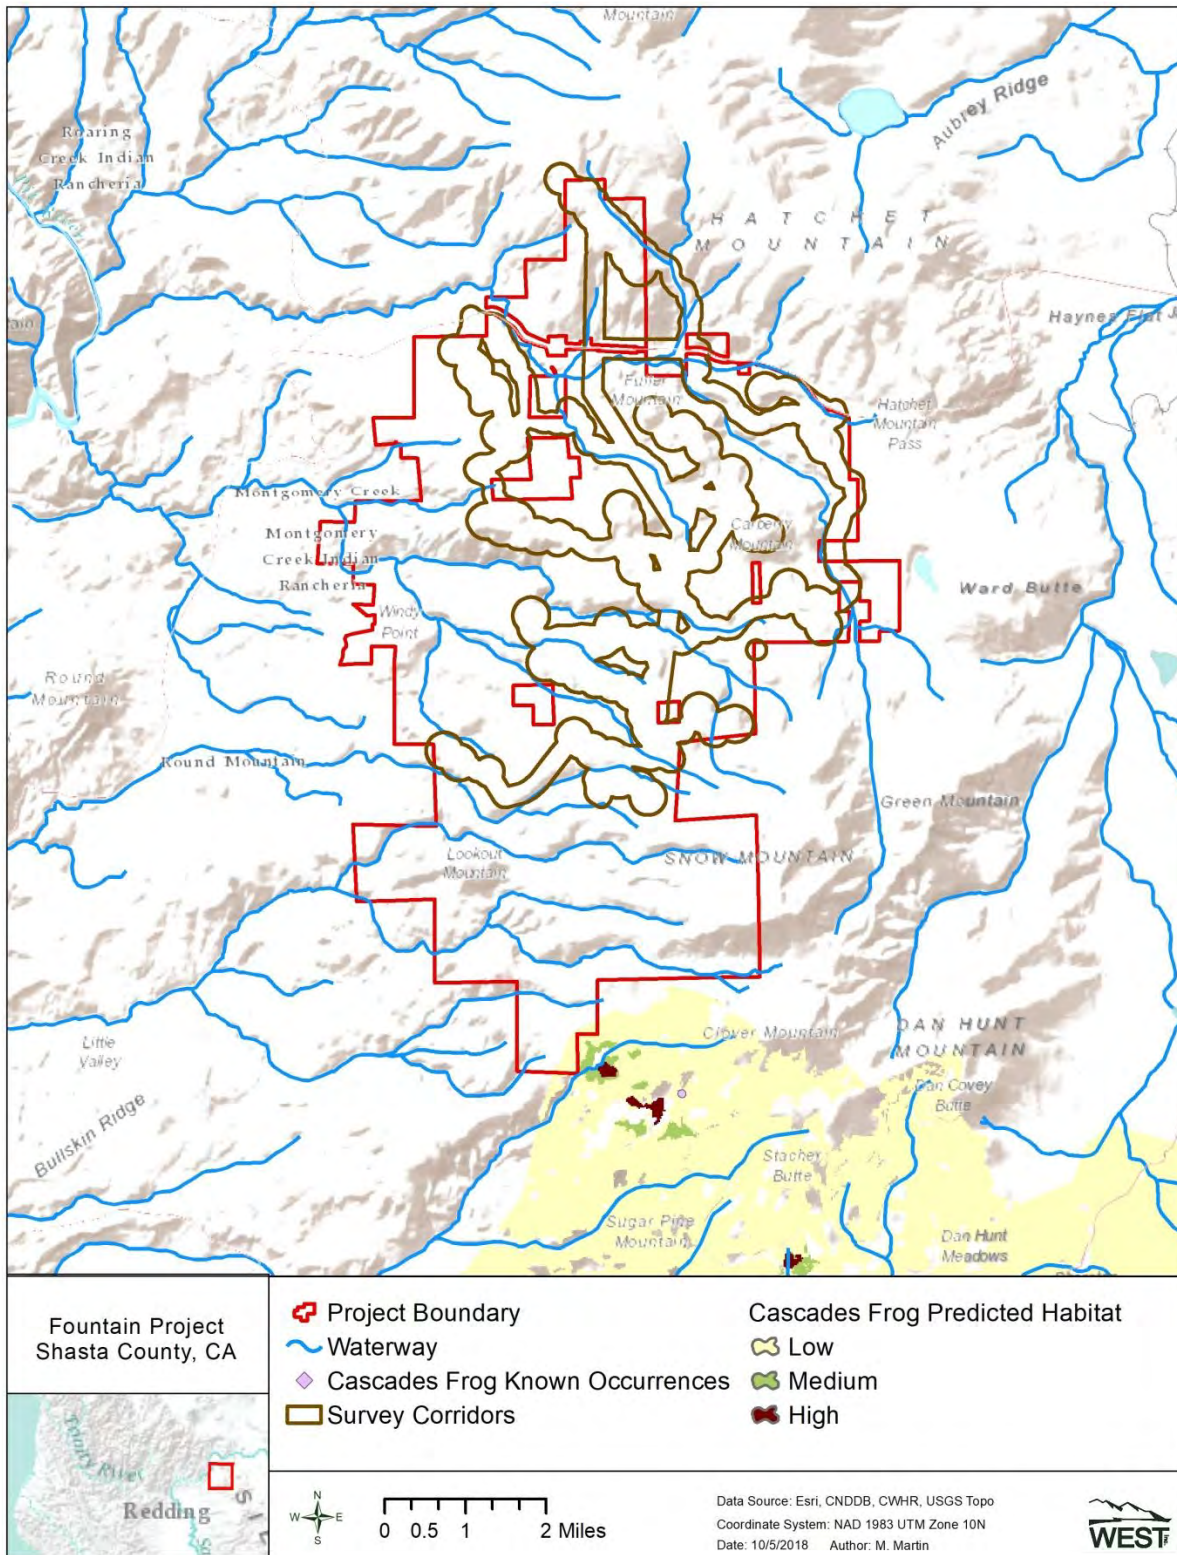 Mountain
Aubrey Ridge
Roaring
Creek Indian
Rancheria
HATCHET
MOUNTAIN
Haynes Flat
Fuller
Mountain
Hatchet
Mountain
Pass
Montgomery Creek
Montgomery
Creek Indian
Rancheria
Carberry
Mountain
Ward Butte
Windy
Point
Round
Mountain
Round Mountain
Green Mountain
Lookout
Mountain
SNOW MOUNTAIN
Little
Valley
Clover Mountain
DAN HUNT
MOUNTAIN
Dan Covey
Butte
Bullskin Ridge
Stacher
Butte
Sugar Pine
Mountain
Dan Hunt
Meadows
Fountain Project
Shasta County, CA
Project Boundary
Waterway
Cascades Frog Known Occurrences
Survey Corridors
Cascades Frog Predicted Habitat
Low
Medium
High
Trinity River
Redding
N
W E
S
0 0.5 1 2 Miles
Data Source: Esri, CNDDB, CWHR, USGS Topo
Coordinate System: NAD 1983 UTM Zone 10N
Date: 10/5/2018 Author: M. Martin
WEST